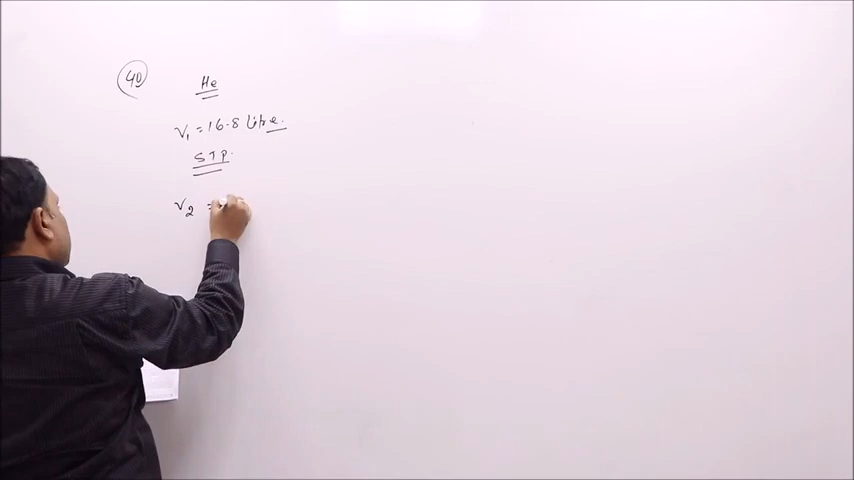 40
He
V₁ = 16.8 Litre.
STP.
V₂ =